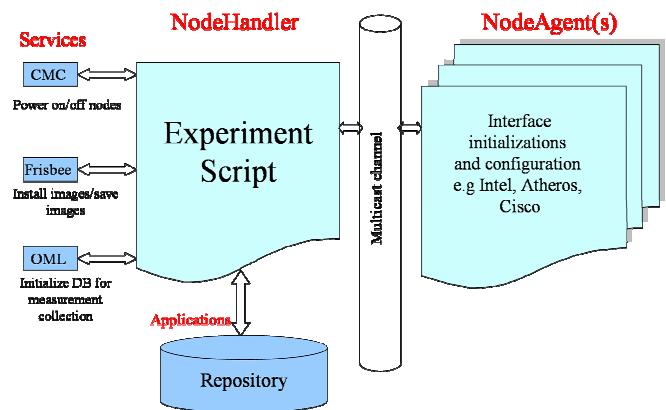 Services
NodeHandler
NodeAgent(s)
CMC
Power on/off nodes
Frisbee
Install images/save
images
OML
Initialize DB for
measurement
collection
Experiment
Script
Applications
Repository
Multicast channel
Interface
initializations
and configuration
e.g Intel, Atheros,
Cisco